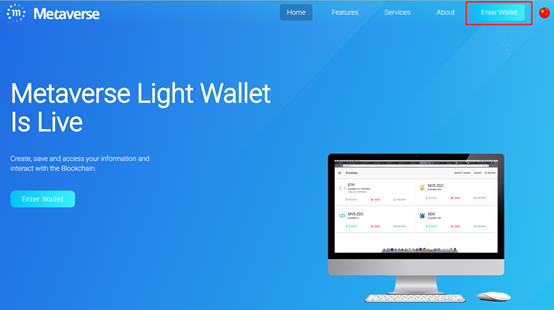 Metaverse
Home
Features
Services
About
Enter Wallet
Metaverse Light Wallet
Is Live
Create, save and access your information and
interact with the Blockchain.
Enter Wallet
Portfolio
ETP
MVS.ZGC
MVS.ZDC
SDG